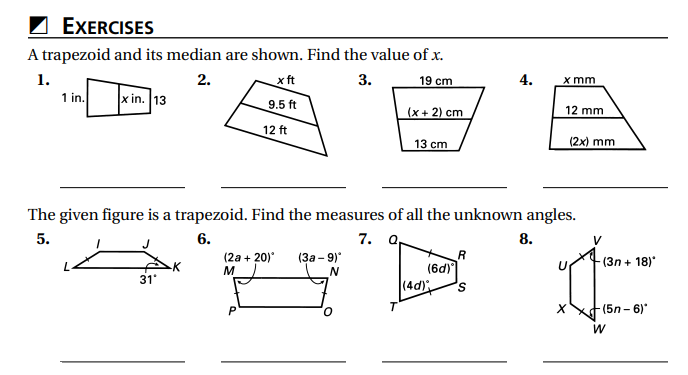 EXERCISES
A trapezoid and its median are shown. Find the value of x.
1. 1 in. x in. 13
2. x ft 9.5 ft 12 ft
3. 19 cm (x + 2) cm 13 cm
4. x mm 12 mm (2x) mm
The given figure is a trapezoid. Find the measures of all the unknown angles.
5. I J L K 31°
6. (2a + 20)° (3a – 9)° M N P O
7. Q R (6d)° (4d)° S T
8. V U (3n + 18)° X (5n – 6)° W